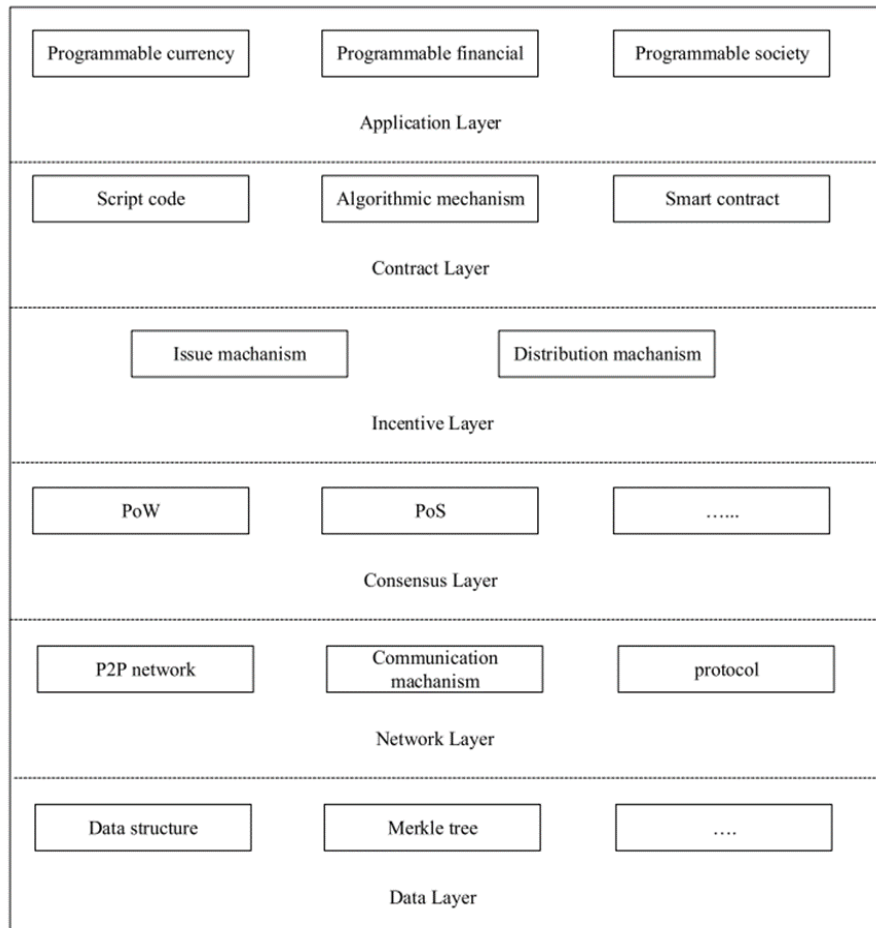 Programmable currency
Programmable financial
Programmable society
Application Layer
Script code
Algorithmic mechanism
Smart contract
Contract Layer
Issue machanism
Distribution machanism
Incentive Layer
PoW
PoS
…...
Consensus Layer
P2P network
Communication
machanism
protocol
Network Layer
Data structure
Merkle tree
….
Data Layer